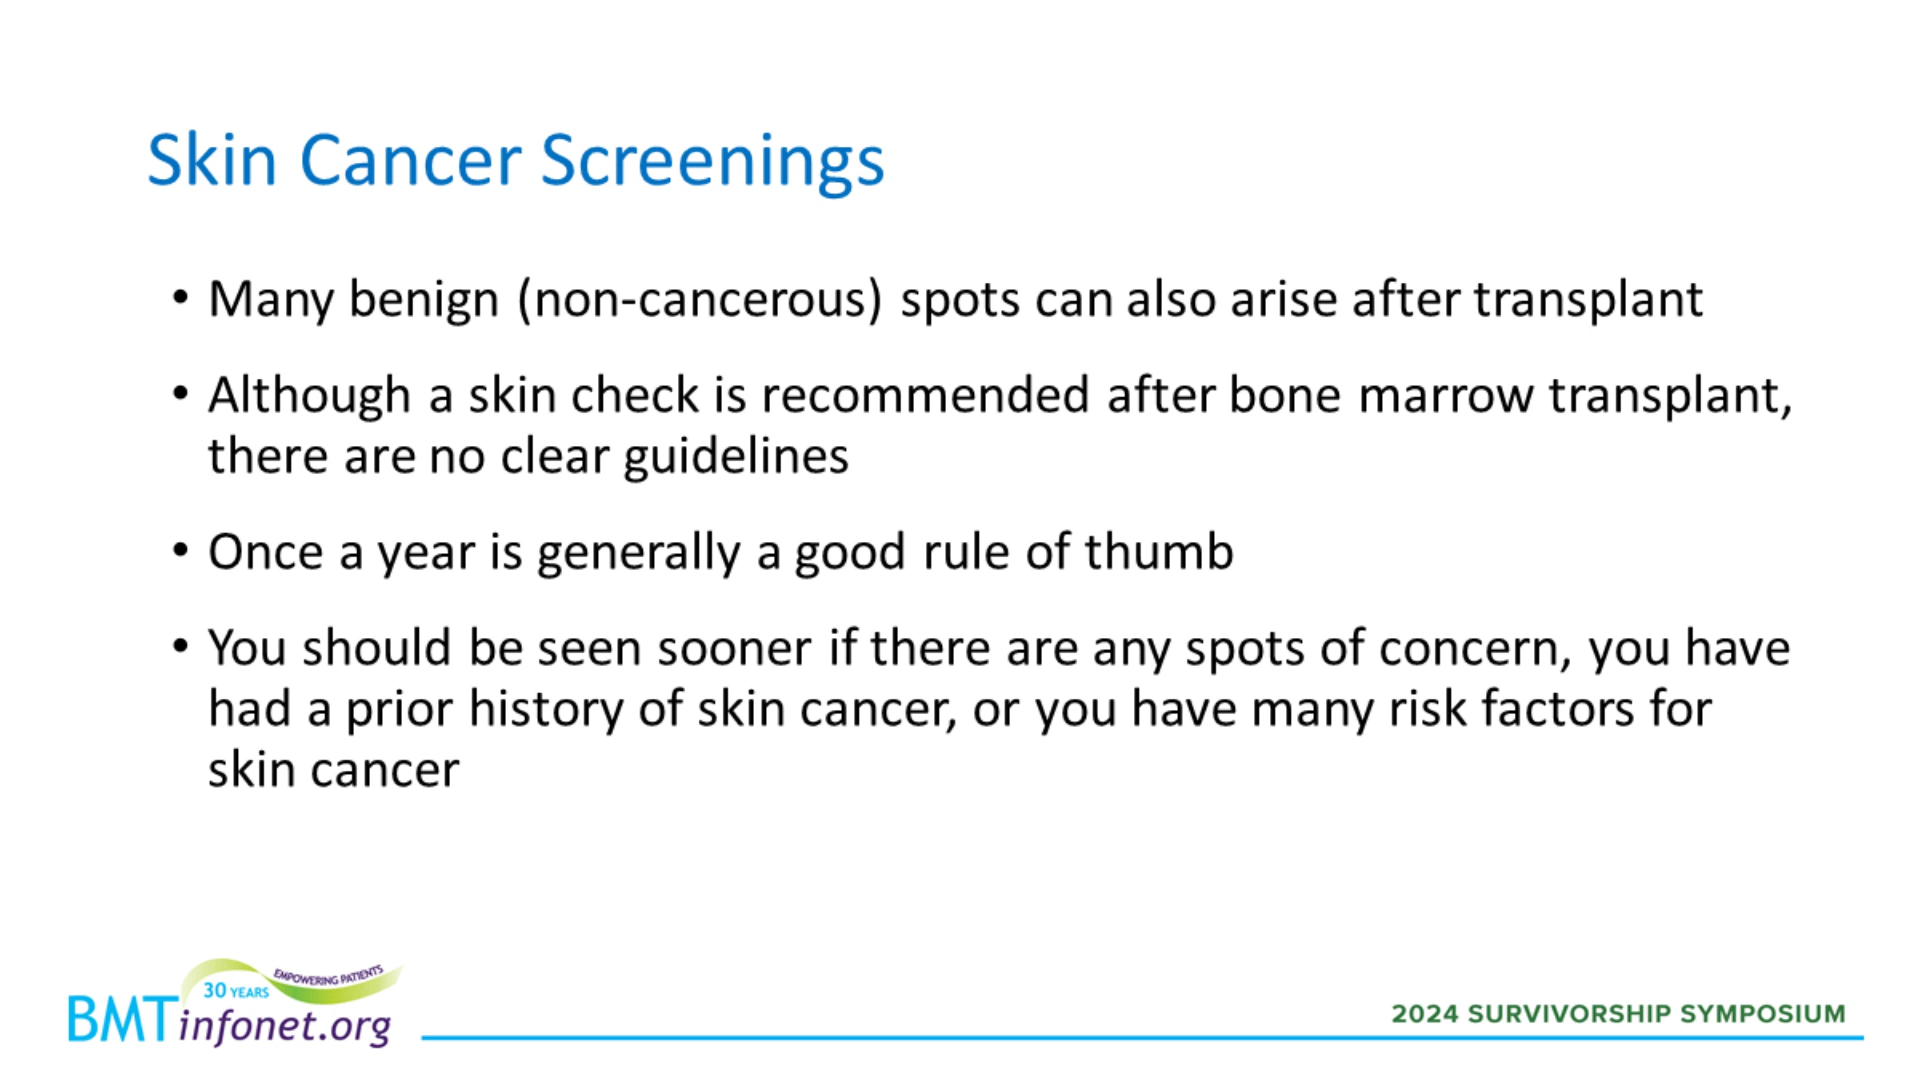 Skin Cancer Screenings
• Many benign (non-cancerous) spots can also arise after transplant
• Although a skin check is recommended after bone marrow transplant,
there are no clear guidelines
• Once a year is generally a good rule of thumb
• You should be seen sooner if there are any spots of concern, you have
had a prior history of skin cancer, or you have many risk factors for
skin cancer
EMPOWERING PATIENTS
30 YEARS
BMTinfonet.org
2024 SURVIVORSHIP SYMPOSIUM